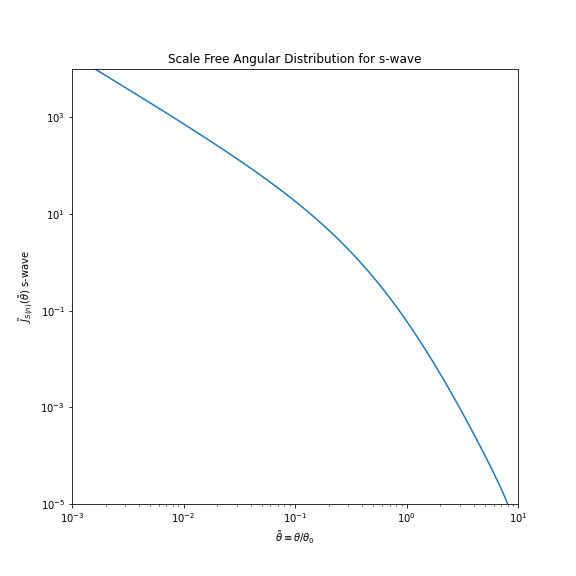 Scale Free Angular Distribution for s-wave
10³
10¹
10⁻¹
10⁻³
10⁻⁵
J̃_{S(n)}(θ̃) s-wave
10⁻³ 10⁻² 10⁻¹ 10⁰ 10¹
θ̃ ≡ θ/θ₀